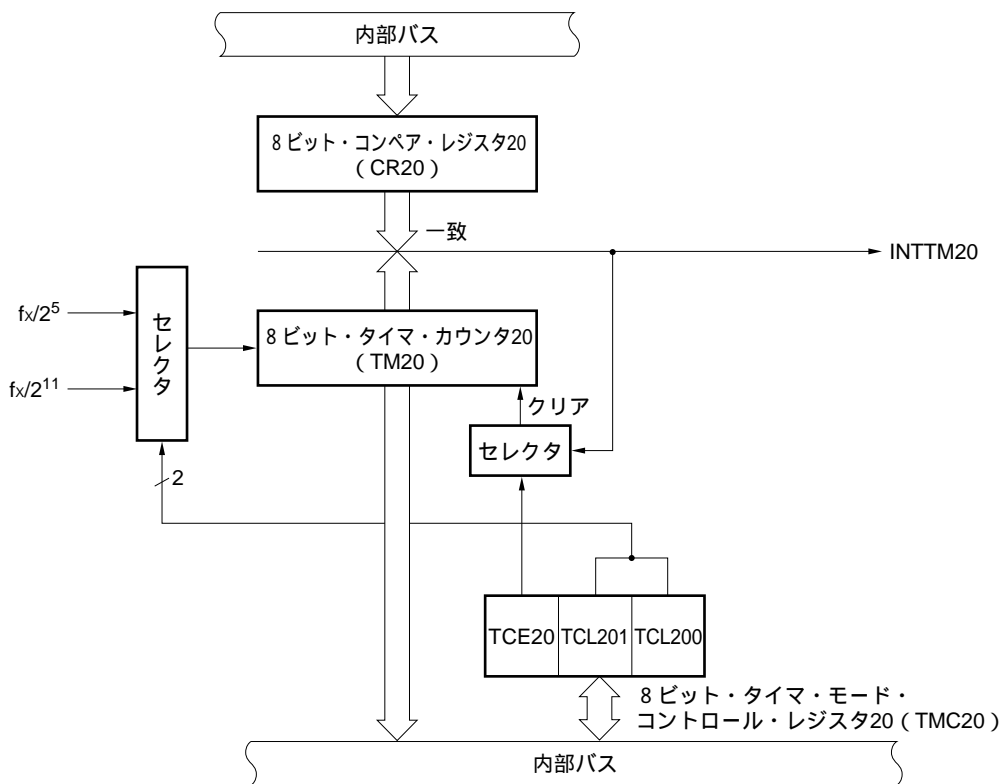 内部バス
8 ビット・コンペア・レジスタ20
(CR20)
一致
INTTM20
fx/2⁵
fx/2¹¹
セレクタ
8 ビット・タイマ・カウンタ20
(TM20)
クリア
セレクタ
2
TCE20 TCL201 TCL200
8 ビット・タイマ・モード・
コントロール・レジスタ20(TMC20)
内部バス